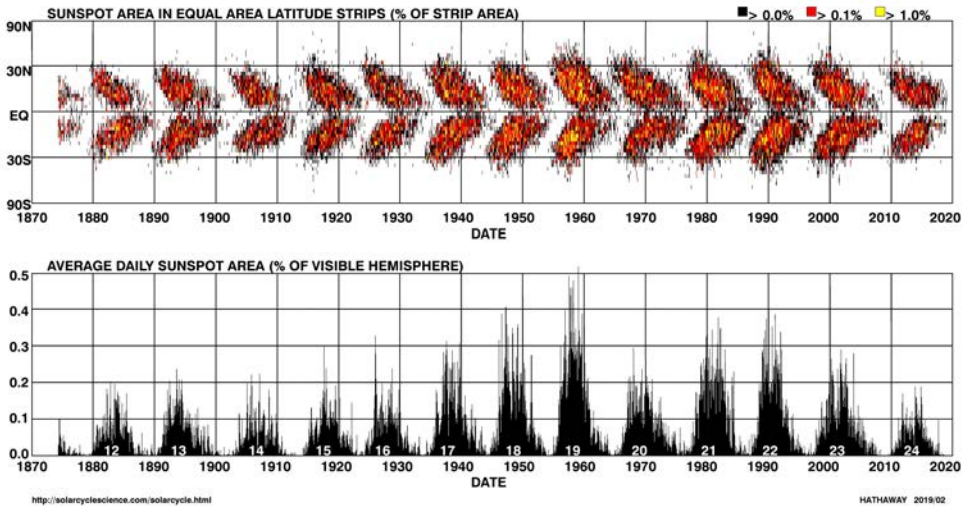 SUNSPOT AREA IN EQUAL AREA LATITUDE STRIPS (% OF STRIP AREA) > 0.0% > 0.1% > 1.0%
90N
30N
EQ
30S
90S
1870 1880 1890 1900 1910 1920 1930 1940 1950 1960 1970 1980 1990 2000 2010 2020
DATE
AVERAGE DAILY SUNSPOT AREA (% OF VISIBLE HEMISPHERE)
0.5
0.4
0.3
0.2
0.1
0.0
12 13 14 15 16 17 18 19 20 21 22 23 24
1870 1880 1890 1900 1910 1920 1930 1940 1950 1960 1970 1980 1990 2000 2010 2020
DATE
http://solarcyclescience.com/solarcycle.html HATHAWAY 2019/02